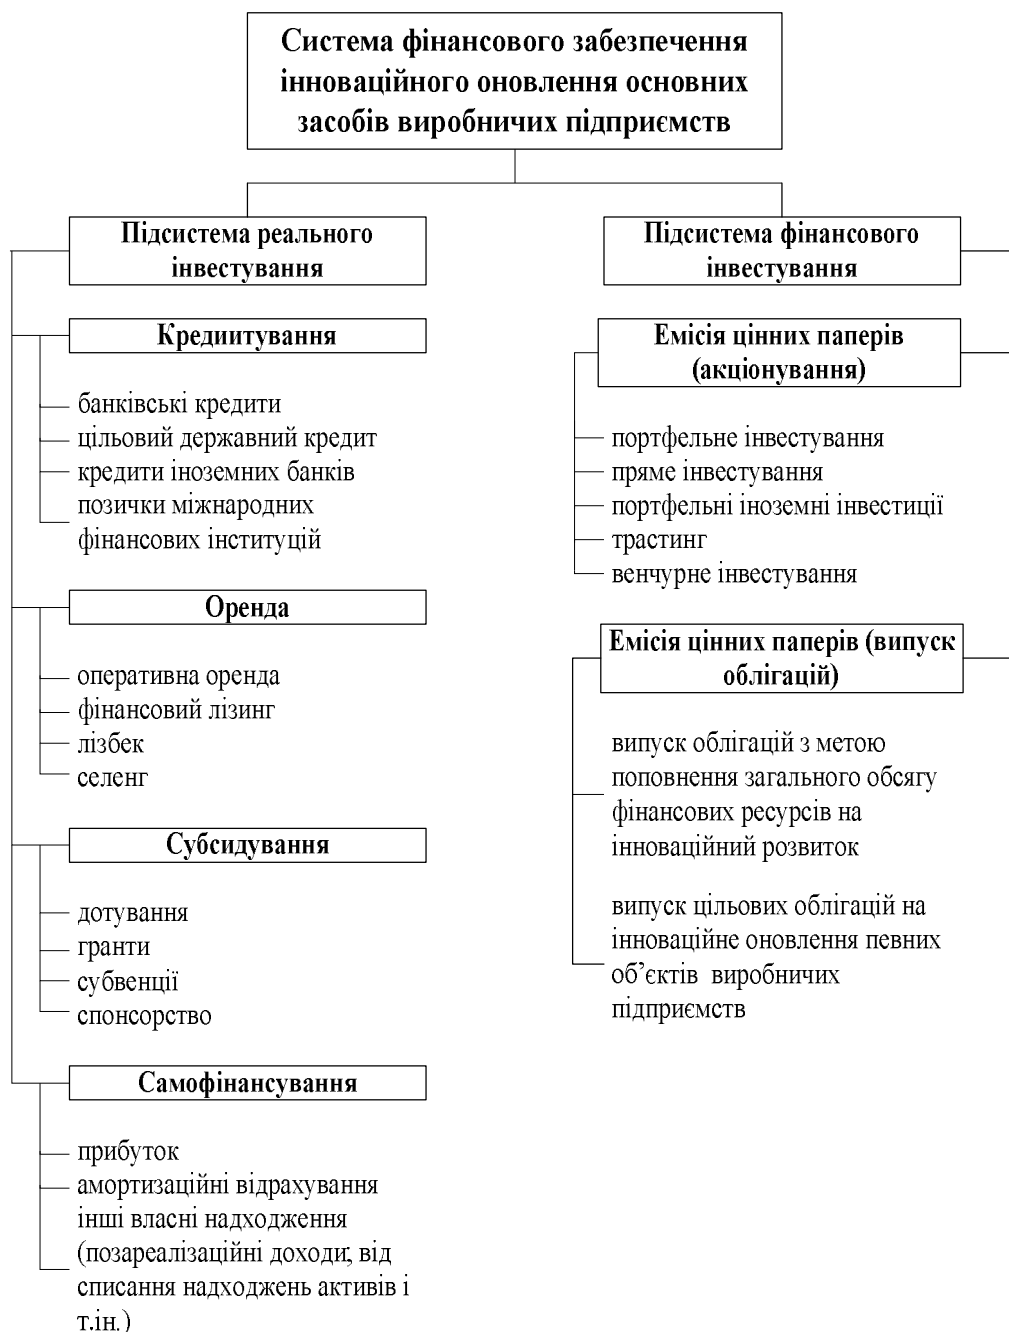 Система фінансового забезпечення
інноваційного оновлення основних
засобів виробничих підприємств
Підсистема реального
інвестування
Кредиитування
банківські кредити
цільовий державний кредит
кредити іноземних банків
позички міжнародних
фінансових інституцій
Оренда
оперативна оренда
фінансовий лізинг
лізбек
селенг
Субсидування
дотування
гранти
субвенції
спонсорство
Самофінансування
прибуток
амортизаційні відрахування
інші власні надходження
(позареалізаційні доходи; від
списання надходжень активів і
т.ін.)
Підсистема фінансового
інвестування
Емісія цінних паперів
(акціонування)
портфельне інвестування
пряме інвестування
портфельні іноземні інвестиції
трастинг
венчурне інвестування
Емісія цінних паперів (випуск
облігацій)
випуск облігацій з метою
поповнення загального обсягу
фінансових ресурсів на
інноваційний розвиток
випуск цільових облігацій на
інноваційне оновлення певних
об’єктів виробничих
підприємств